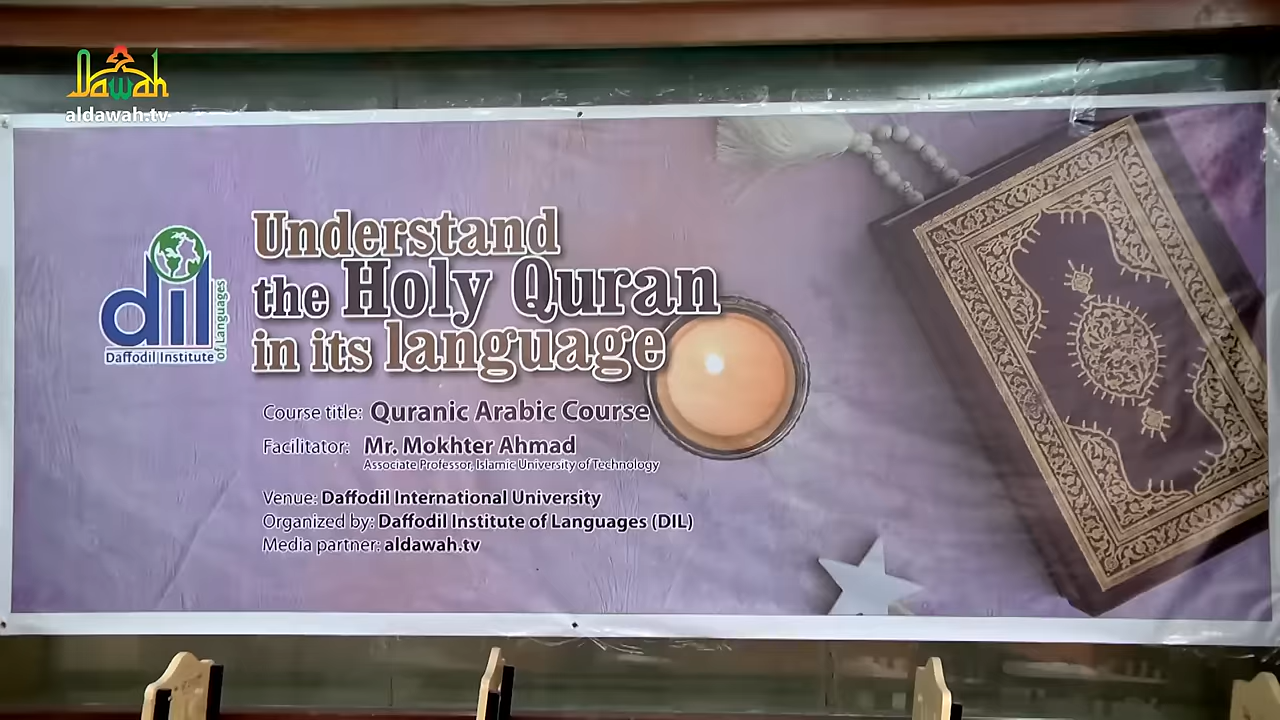 Dawah
aldawah.tv
dil
Daffodil Institute
of Languages
Understand
the Holy Quran
in its language
Course title: Quranic Arabic Course
Facilitator: Mr. Mokhter Ahmad
Associate Professor, Islamic University of Technology
Venue: Daffodil International University
Organized by: Daffodil Institute of Languages (DIL)
Media partner: aldawah.tv